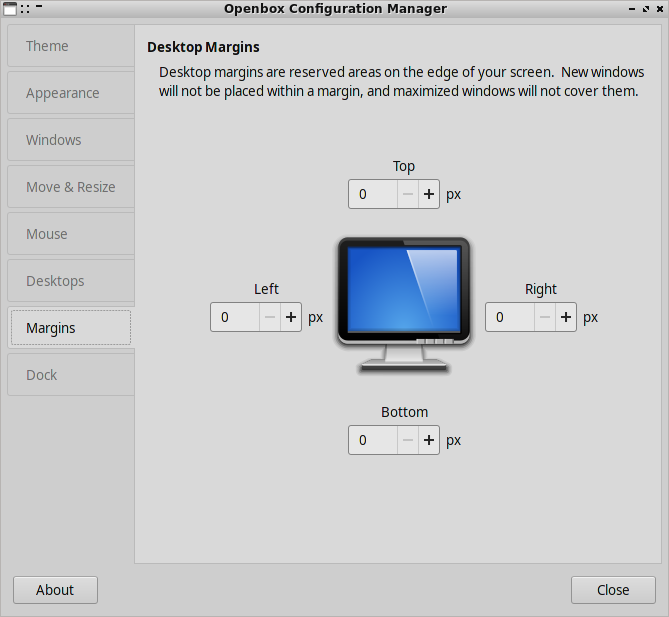 Openbox Configuration Manager
Theme
Appearance
Windows
Move & Resize
Mouse
Desktops
Margins
Dock
Desktop Margins
Desktop margins are reserved areas on the edge of your screen. New windows
will not be placed within a margin, and maximized windows will not cover them.
Top
0 − + px
Left
0 − + px
Right
0 − + px
Bottom
0 − + px
About
Close